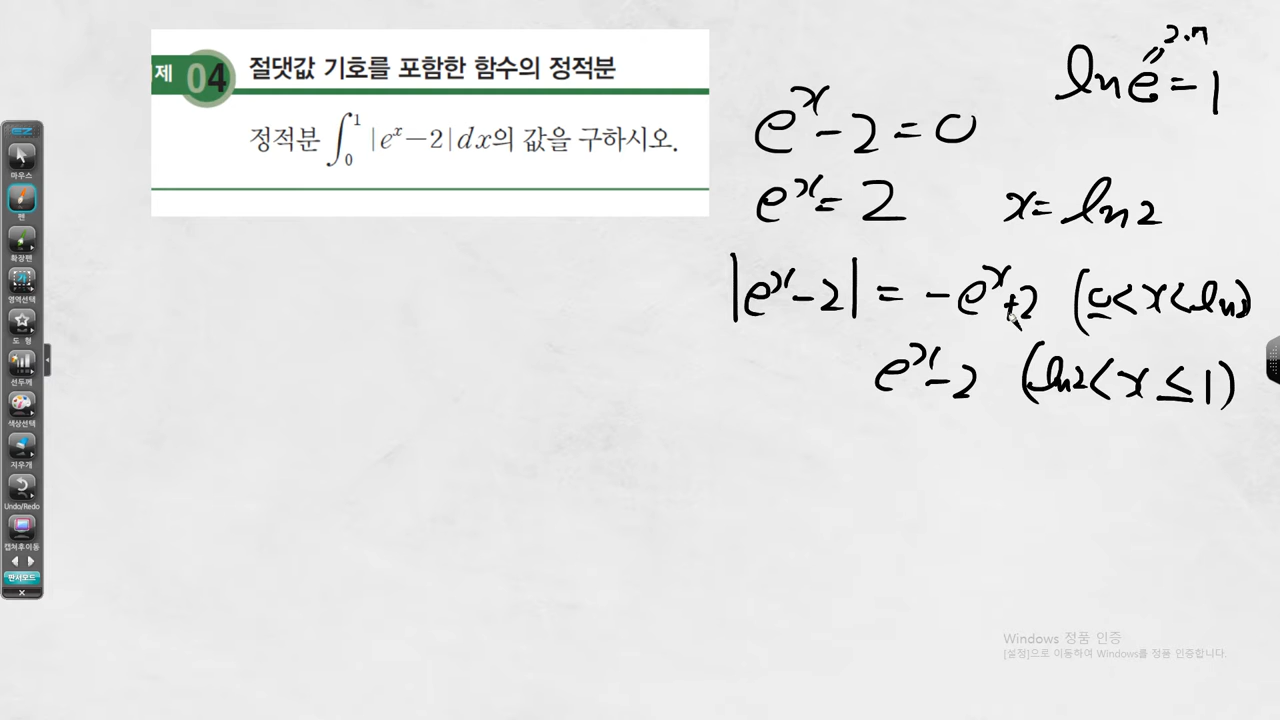 제 04 절댓값 기호를 포함한 함수의 정적분
정적분 ∫₀¹ |eˣ－2|dx의 값을 구하시오.
ln e = 1
" 2.7
eˣ - 2 = 0
eˣ = 2 x = ln2
|eˣ - 2| = -eˣ+2 (0 < x < ln2)
eˣ - 2 (ln2 < x ≤ 1)
EZ
마우스
펜
확장펜
영역선택
도 형
선두께
색상선택
지우개
Undo/Redo
캡쳐후이동
판서모드
x
Windows 정품 인증
[설정]으로 이동하여 Windows를 정품 인증합니다.